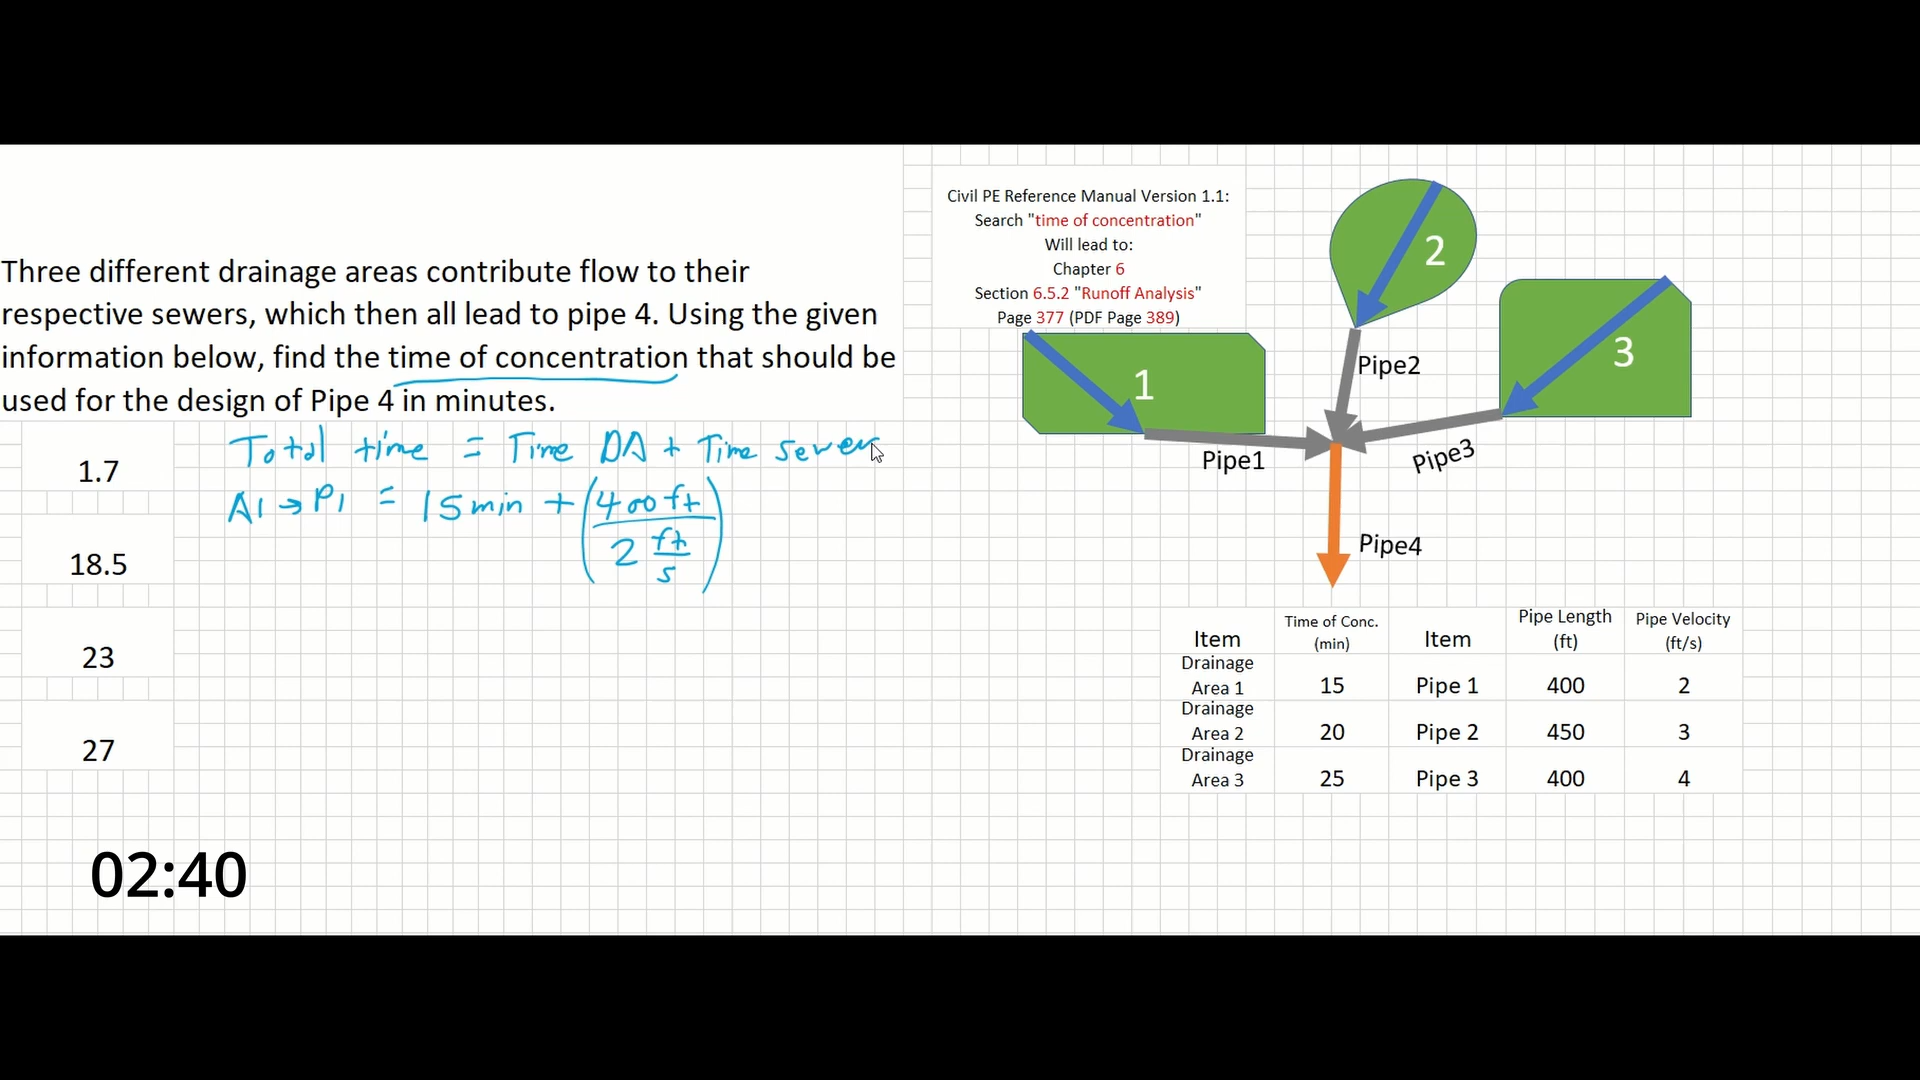 Three different drainage areas contribute flow to their
respective sewers, which then all lead to pipe 4. Using the given
information below, find the time of concentration that should be
used for the design of Pipe 4 in minutes.
1.7
18.5
23
27
Total time = Time DA + Time sewer
A1 → P1 = 15 min + (400 ft
2 ft
s)
02:40
Civil PE Reference Manual Version 1.1:
Search "time of concentration"
Will lead to:
Chapter 6
Section 6.5.2 "Runoff Analysis"
Page 377 (PDF Page 389)
1
2
3
Pipe1
Pipe2
Pipe3
Pipe4
Item Time of Conc. (min) Item Pipe Length (ft) Pipe Velocity (ft/s)
Drainage Area 1 15 Pipe 1 400 2
Drainage Area 2 20 Pipe 2 450 3
Drainage Area 3 25 Pipe 3 400 4